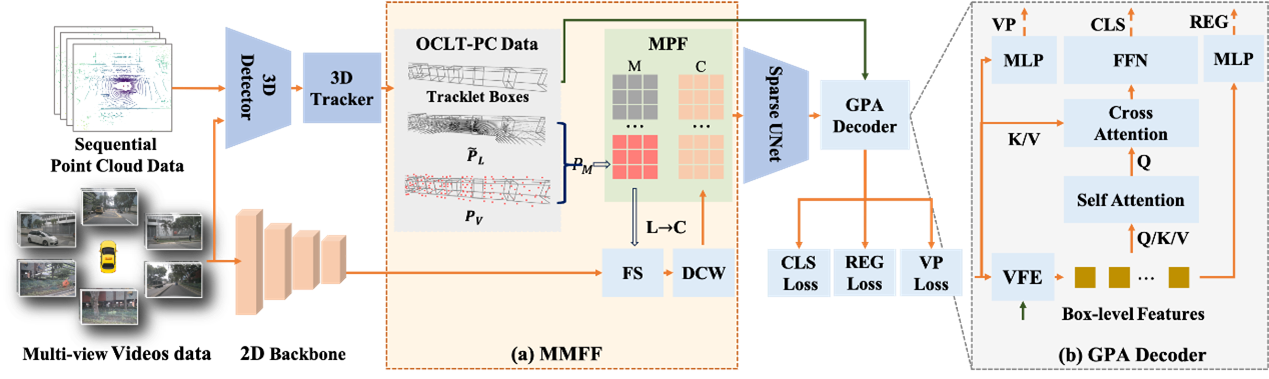 Sequential
Point Cloud Data
Multi-view Videos data
3D
Detector
3D
Tracker
2D Backbone
OCLT-PC Data
Tracklet Boxes
P̃_L
P_V
P_M
MPF
M
C
...
...
L→C
FS
DCW
(a) MMFF
Sparse UNet
GPA
Decoder
CLS
Loss
REG
Loss
VP
Loss
VP
CLS
REG
MLP
FFN
MLP
Cross
Attention
K/V
Q
Self Attention
Q/K/V
VFE
...
Box-level Features
(b) GPA Decoder